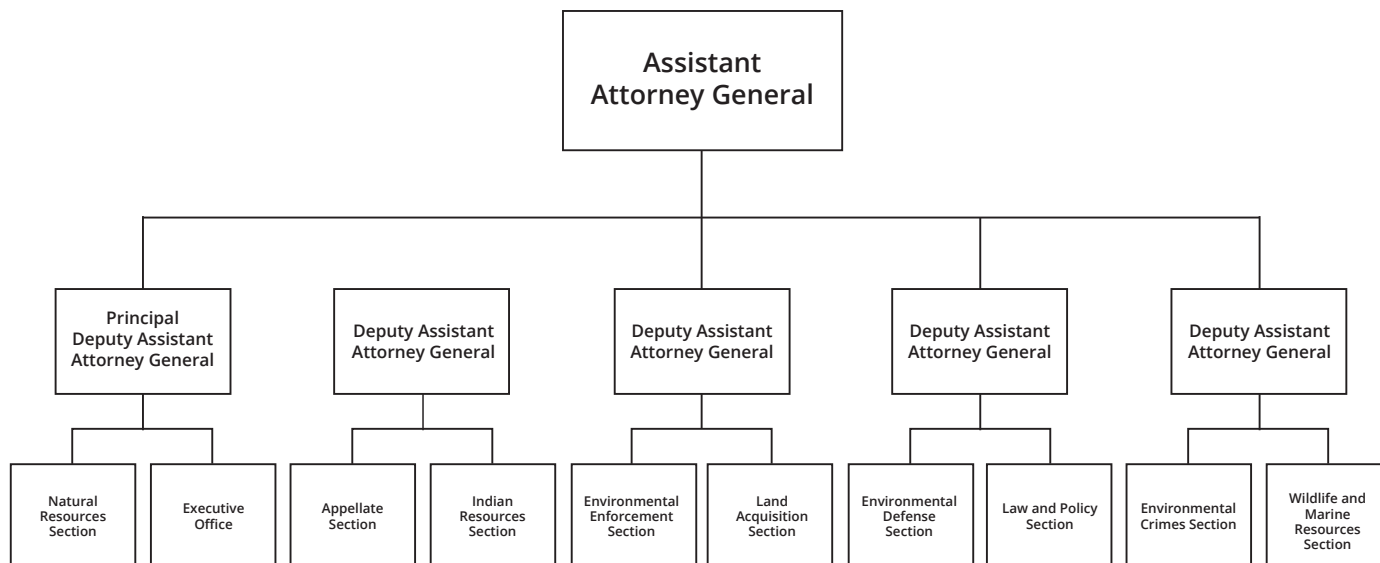 Assistant
Attorney General
Principal
Deputy Assistant
Attorney General
Deputy Assistant
Attorney General
Deputy Assistant
Attorney General
Deputy Assistant
Attorney General
Deputy Assistant
Attorney General
Natural
Resources
Section
Executive
Office
Appellate
Section
Indian
Resources
Section
Environmental
Enforcement
Section
Land
Acquisition
Section
Environmental
Defense
Section
Law and Policy
Section
Environmental
Crimes Section
Wildlife and
Marine
Resources
Section